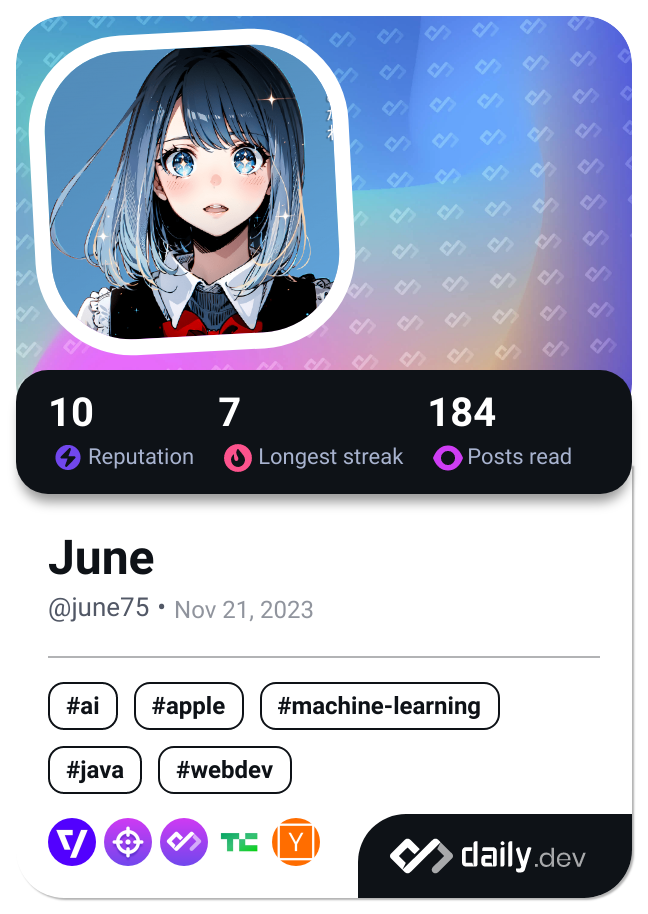 10
7
184
Reputation
Longest streak
Posts read
June
@june75 • Nov 21, 2023
#ai
#apple
#machine-learning
#java
#webdev
TC
Y
daily.dev